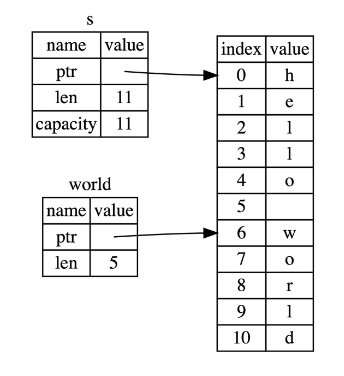 s
name value
ptr
len 11
capacity 11
world
name value
ptr
len 5
index value
0 h
1 e
2 l
3 l
4 o
5
6 w
7 o
8 r
9 l
10 d